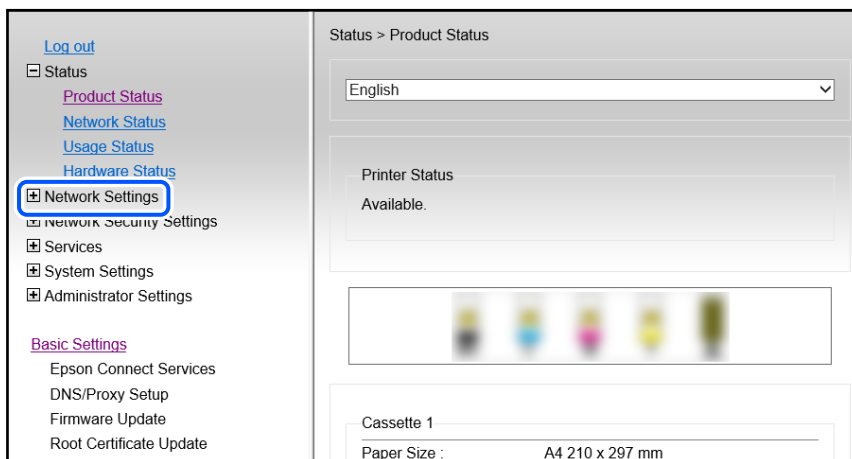 Log out
Status
Product Status
Network Status
Usage Status
Hardware Status
Network Settings
Network Security Settings
Services
System Settings
Administrator Settings
Basic Settings
Epson Connect Services
DNS/Proxy Setup
Firmware Update
Root Certificate Update
Status > Product Status
English
Printer Status
Available.
Cassette 1
Paper Size : A4 210 x 297 mm